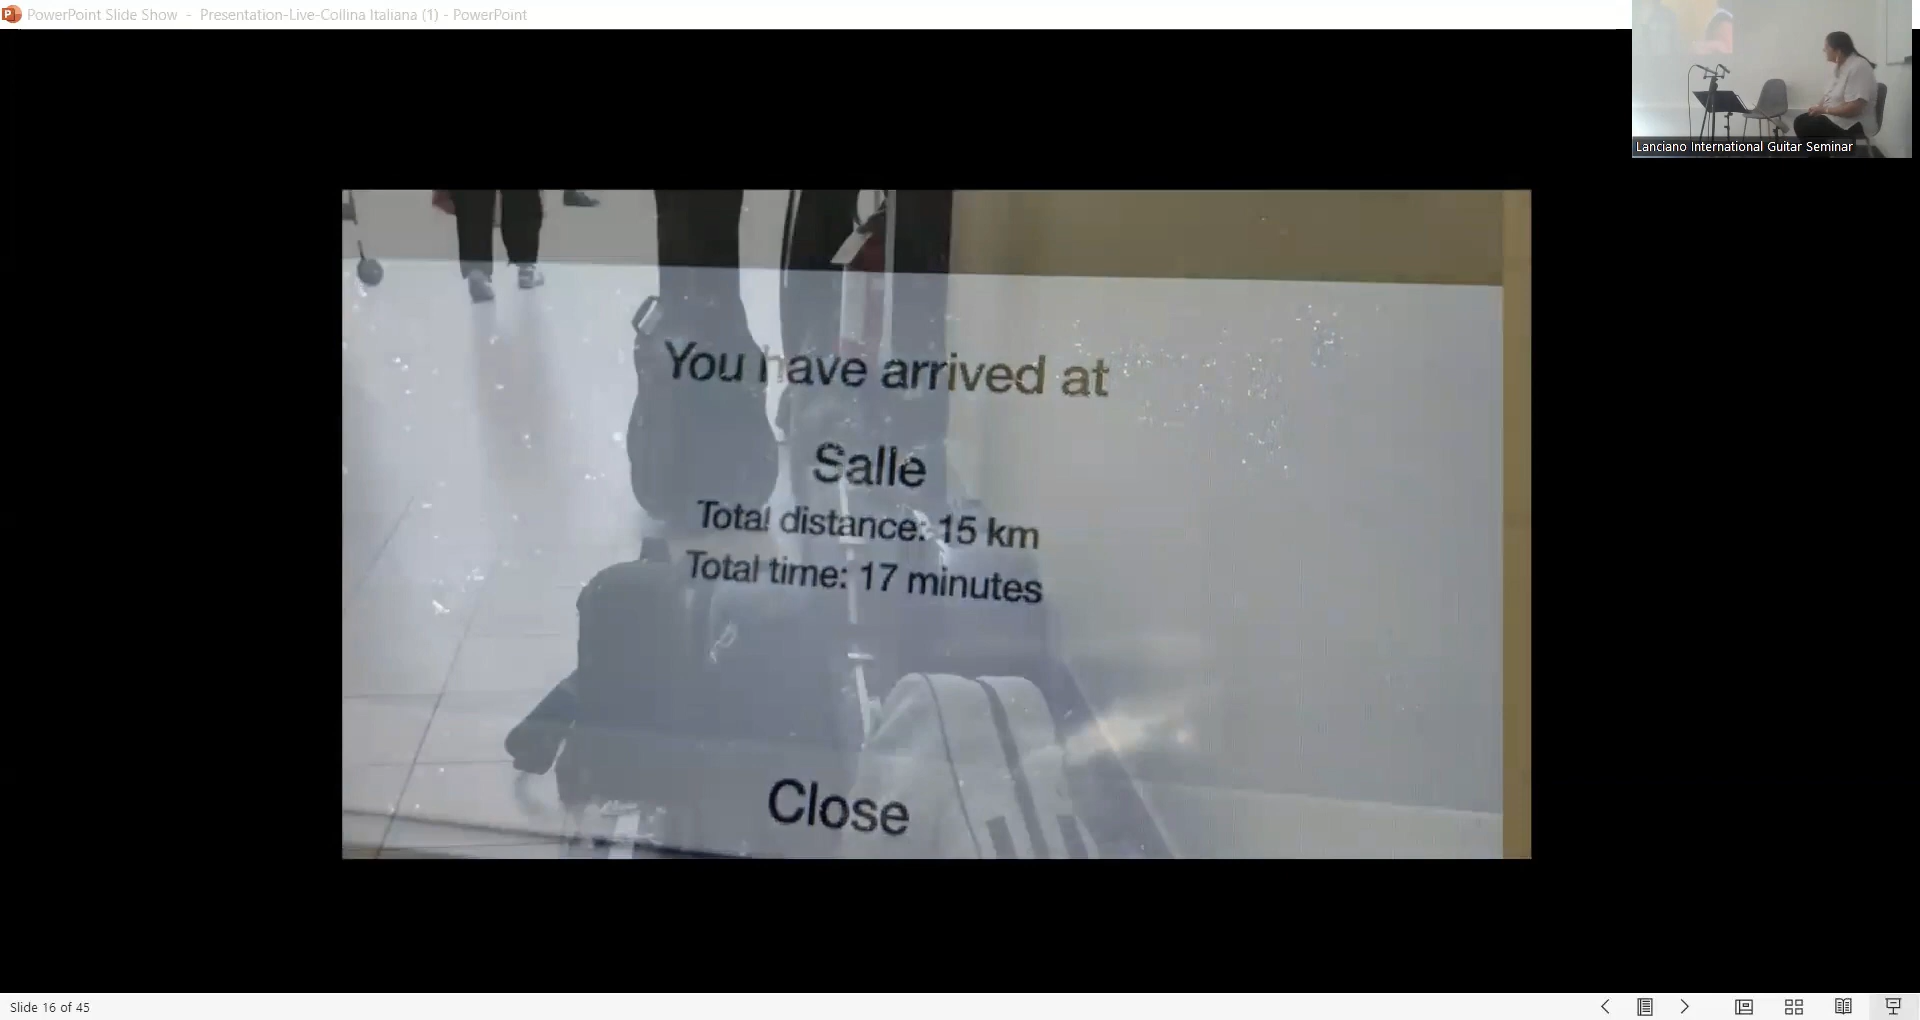 PowerPoint Slide Show - Presentation-Live-Collina Italiana (1) - PowerPoint
Lanciano International Guitar Seminar
You have arrived at
Salle
Total distance: 15 km
Total time: 17 minutes
Close
Slide 16 of 45